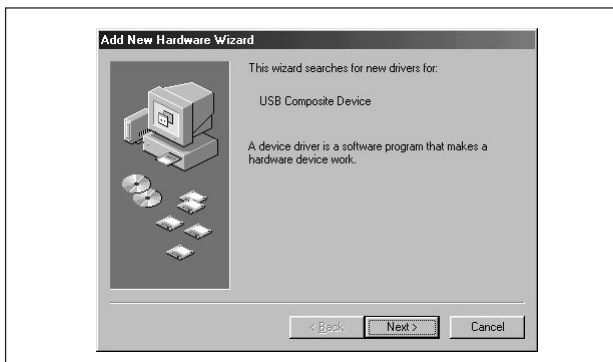 Add New Hardware Wizard
This wizard searches for new drivers for:
USB Composite Device
A device driver is a software program that makes a
hardware device work.
< Back
Next >
Cancel